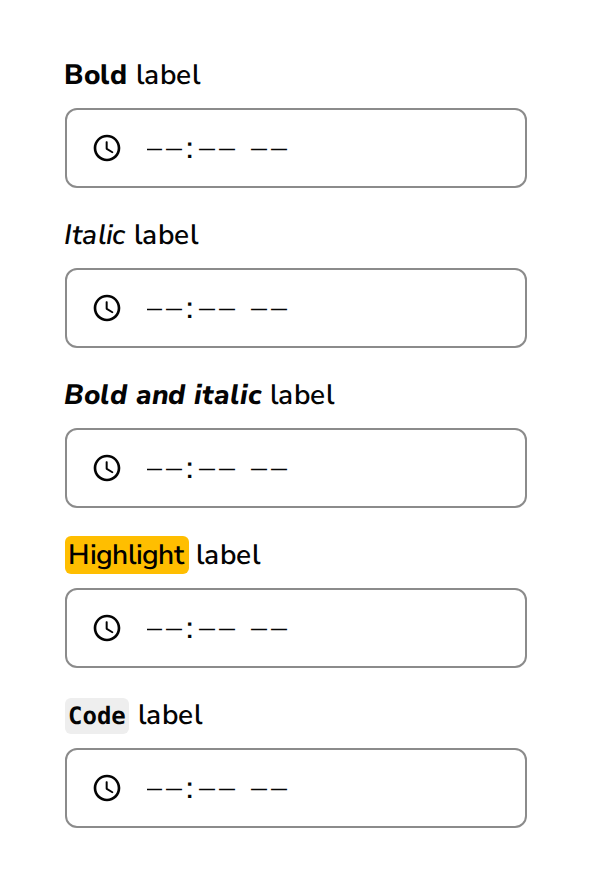 Bold label
--:-- --
Italic label
--:-- --
Bold and italic label
--:-- --
Highlight label
--:-- --
Code label
--:-- --